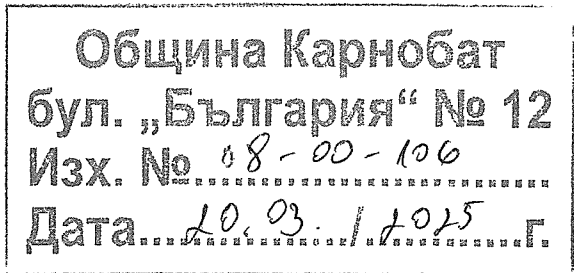 Община Карнобат
бул. „България“ № 12
Изх. №..08-00-106..........
Дата....20.03.../.2025....г.